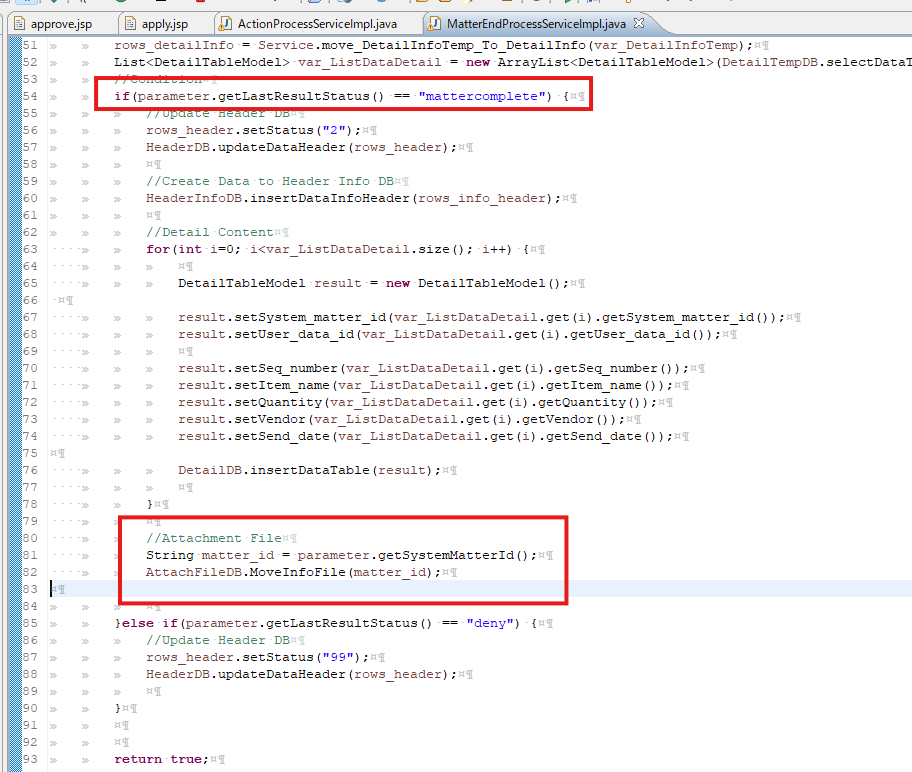 approve.jsp
apply.jsp
ActionProcessServiceImpl.java
MatterEndProcessServiceImpl.java
51 rows_detailInfo = Service.move_DetailInfoTemp_To_DetailInfo(var_DetailInfoTemp);
52 List<DetailTableModel> var_ListDataDetail = new ArrayList<DetailTableModel>(DetailTempDB.selectDataT
53 //Condition
54 if(parameter.getLastResultStatus() == "mattercomplete") {
55 //Update Header DB
56 rows_header.setStatus("2");
57 HeaderDB.updateDataHeader(rows_header);
58
59 //Create Data to Header Info DB
60 HeaderInfoDB.insertDataInfoHeader(rows_info_header);
61
62 //Detail Content
63 for(int i=0; i<var_ListDataDetail.size(); i++) {
64
65 DetailTableModel result = new DetailTableModel();
66
67 result.setSystem_matter_id(var_ListDataDetail.get(i).getSystem_matter_id());
68 result.setUser_data_id(var_ListDataDetail.get(i).getUser_data_id());
69
70 result.setSeq_number(var_ListDataDetail.get(i).getSeq_number());
71 result.setItem_name(var_ListDataDetail.get(i).getItem_name());
72 result.setQuantity(var_ListDataDetail.get(i).getQuantity());
73 result.setVendor(var_ListDataDetail.get(i).getVendor());
74 result.setSend_date(var_ListDataDetail.get(i).getSend_date());
75
76 DetailDB.insertDataTable(result);
77
78 }
79
80 //Attachment File
81 String matter_id = parameter.getSystemMatterId();
82 AttachFileDB.MoveInfoFile(matter_id);
83
84
85 }else if(parameter.getLastResultStatus() == "deny") {
86 //Update Header DB
87 rows_header.setStatus("99");
88 HeaderDB.updateDataHeader(rows_header);
89
90 }
91
92
93 return true;